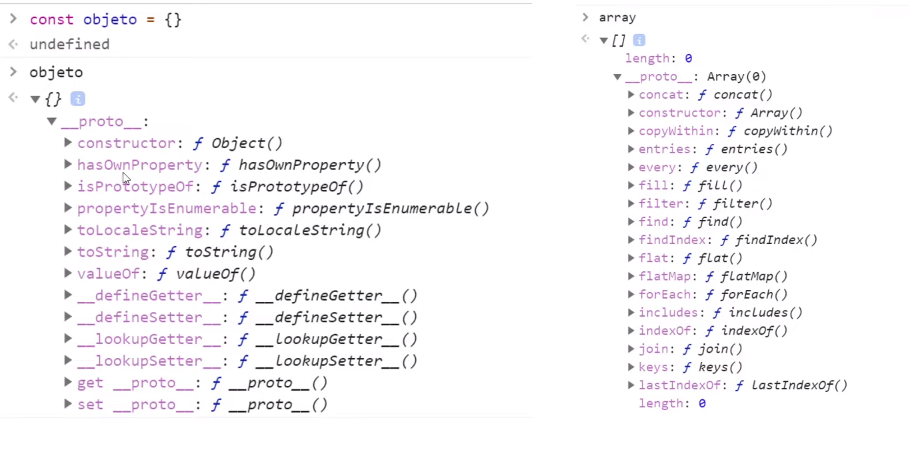 > const objeto = {}
<· undefined
> objeto
<· ▼ {} i
▼ __proto__:
▶ constructor: ƒ Object()
▶ hasOwnProperty: ƒ hasOwnProperty()
▶ isPrototypeOf: ƒ isPrototypeOf()
▶ propertyIsEnumerable: ƒ propertyIsEnumerable()
▶ toLocaleString: ƒ toLocaleString()
▶ toString: ƒ toString()
▶ valueOf: ƒ valueOf()
▶ __defineGetter__: ƒ __defineGetter__()
▶ __defineSetter__: ƒ __defineSetter__()
▶ __lookupGetter__: ƒ __lookupGetter__()
▶ __lookupSetter__: ƒ __lookupSetter__()
▶ get __proto__: ƒ __proto__()
▶ set __proto__: ƒ __proto__()
> array
<· ▼ [] i
length: 0
▼ __proto__: Array(0)
▶ concat: ƒ concat()
▶ constructor: ƒ Array()
▶ copyWithin: ƒ copyWithin()
▶ entries: ƒ entries()
▶ every: ƒ every()
▶ fill: ƒ fill()
▶ filter: ƒ filter()
▶ find: ƒ find()
▶ findIndex: ƒ findIndex()
▶ flat: ƒ flat()
▶ flatMap: ƒ flatMap()
▶ forEach: ƒ forEach()
▶ includes: ƒ includes()
▶ indexOf: ƒ indexOf()
▶ join: ƒ join()
▶ keys: ƒ keys()
▶ lastIndexOf: ƒ lastIndexOf()
length: 0